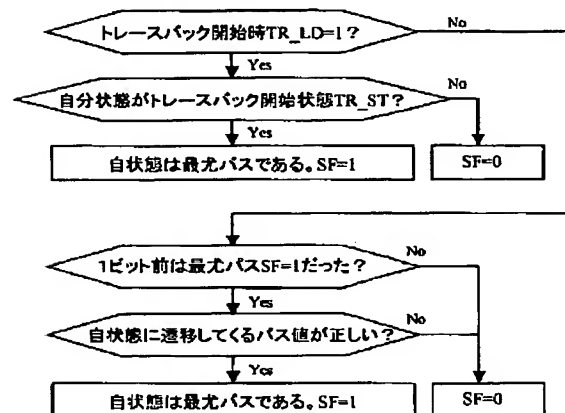 トレースバック開始時TR_LD=1?
No
Yes
自分状態がトレースバック開始状態TR_ST?
No
Yes
自状態は最尤パスである。SF=1
SF=0
1ビット前は最尤パスSF=1だった?
No
Yes
自状態に遷移してくるパス値が正しい?
No
Yes
自状態は最尤パスである。SF=1
SF=0